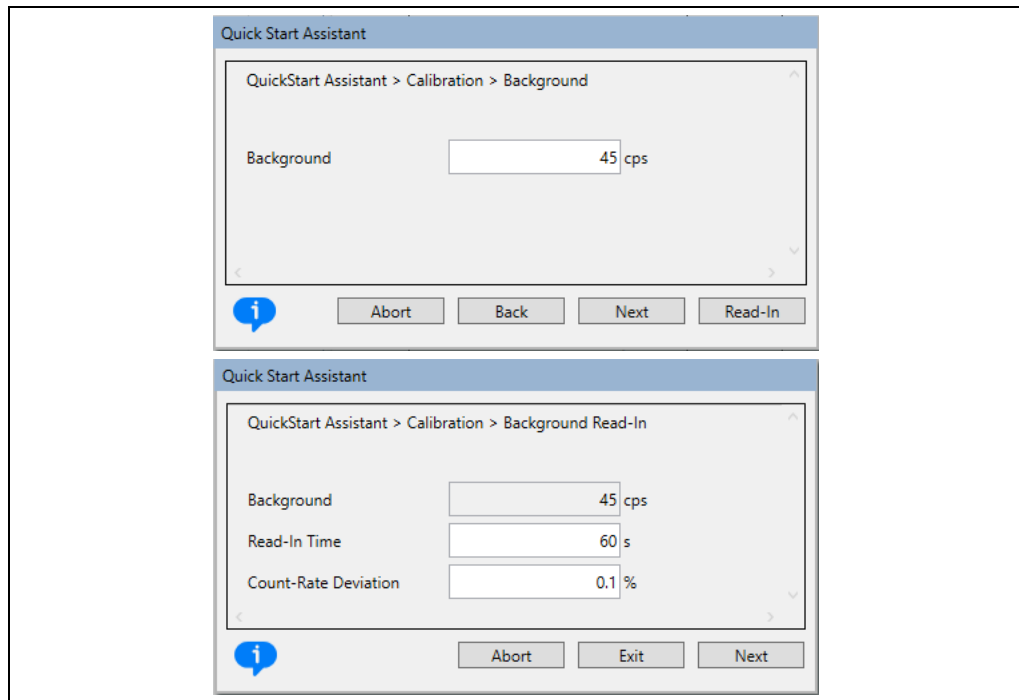 Quick Start Assistant
QuickStart Assistant > Calibration > Background
Background 45 cps
i
Abort Back Next Read-In
Quick Start Assistant
QuickStart Assistant > Calibration > Background Read-In
Background 45 cps
Read-In Time 60 s
Count-Rate Deviation 0.1 %
i
Abort Exit Next